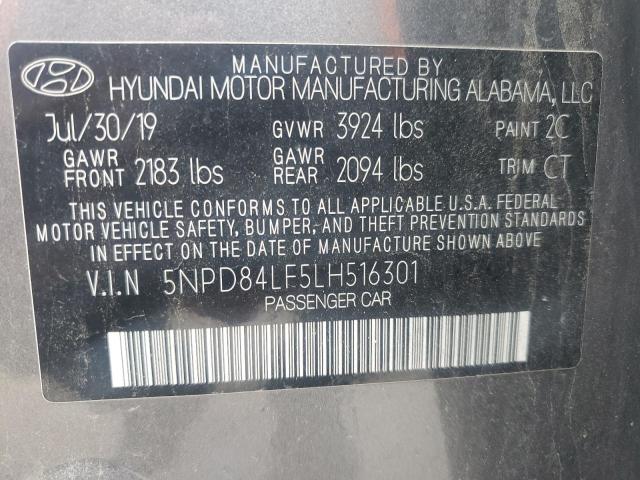 MANUFACTURED BY
HYUNDAI MOTOR MANUFACTURING ALABAMA, LLC
Jul/30/19 GVWR 3924 lbs PAINT 2C
GAWR FRONT 2183 lbs GAWR REAR 2094 lbs TRIM CT
THIS VEHICLE CONFORMS TO ALL APPLICABLE U.S.A. FEDERAL
MOTOR VEHICLE SAFETY, BUMPER, AND THEFT PREVENTION STANDARDS
IN EFFECT ON THE DATE OF MANUFACTURE SHOWN ABOVE
V.I.N 5NPD84LF5LH516301
PASSENGER CAR